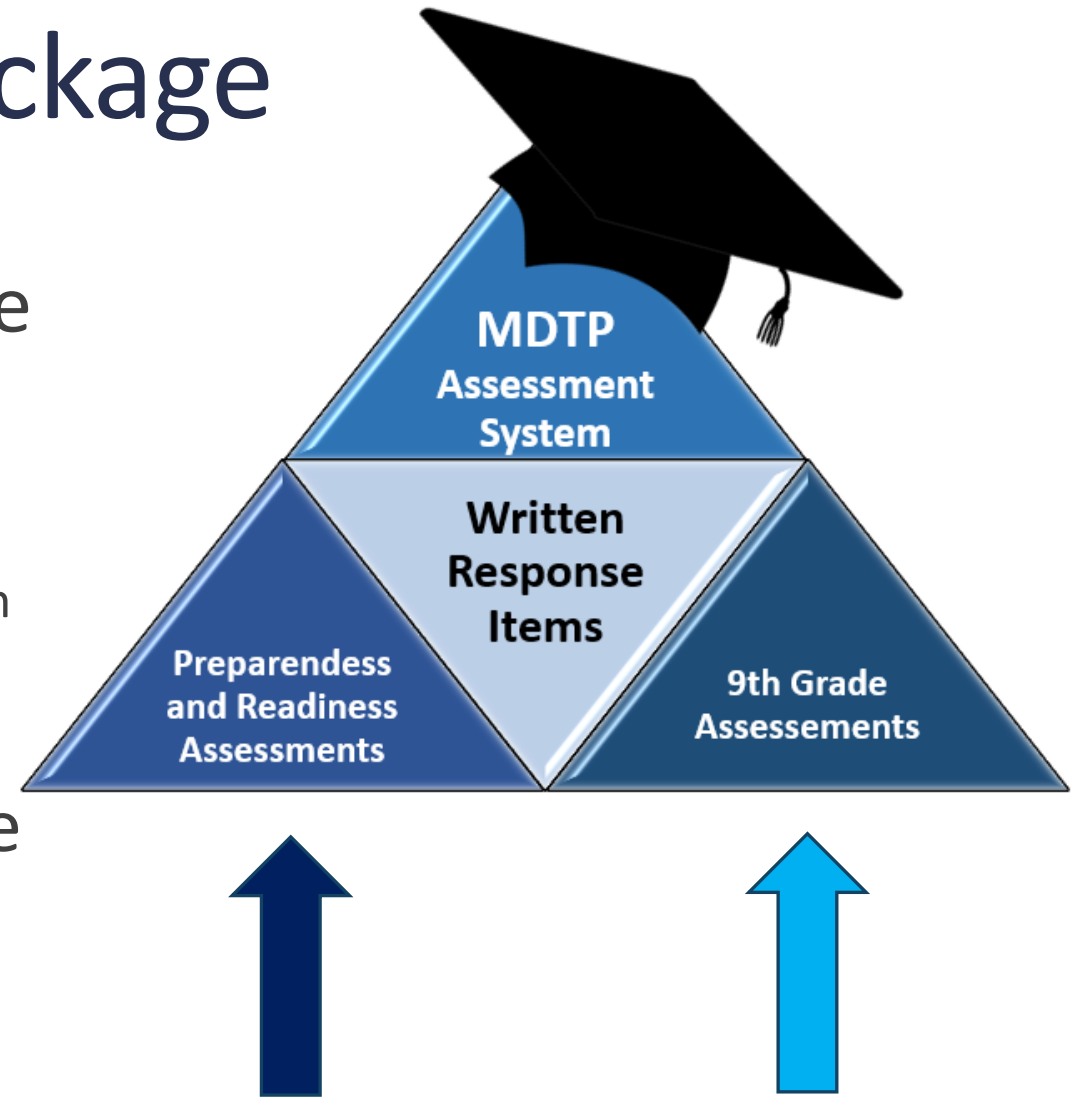 ckage
e
MDTP
Assessment
System
Written
Response
Items
n
Preparendess
and Readiness
Assessments
9th Grade
Assessements
e